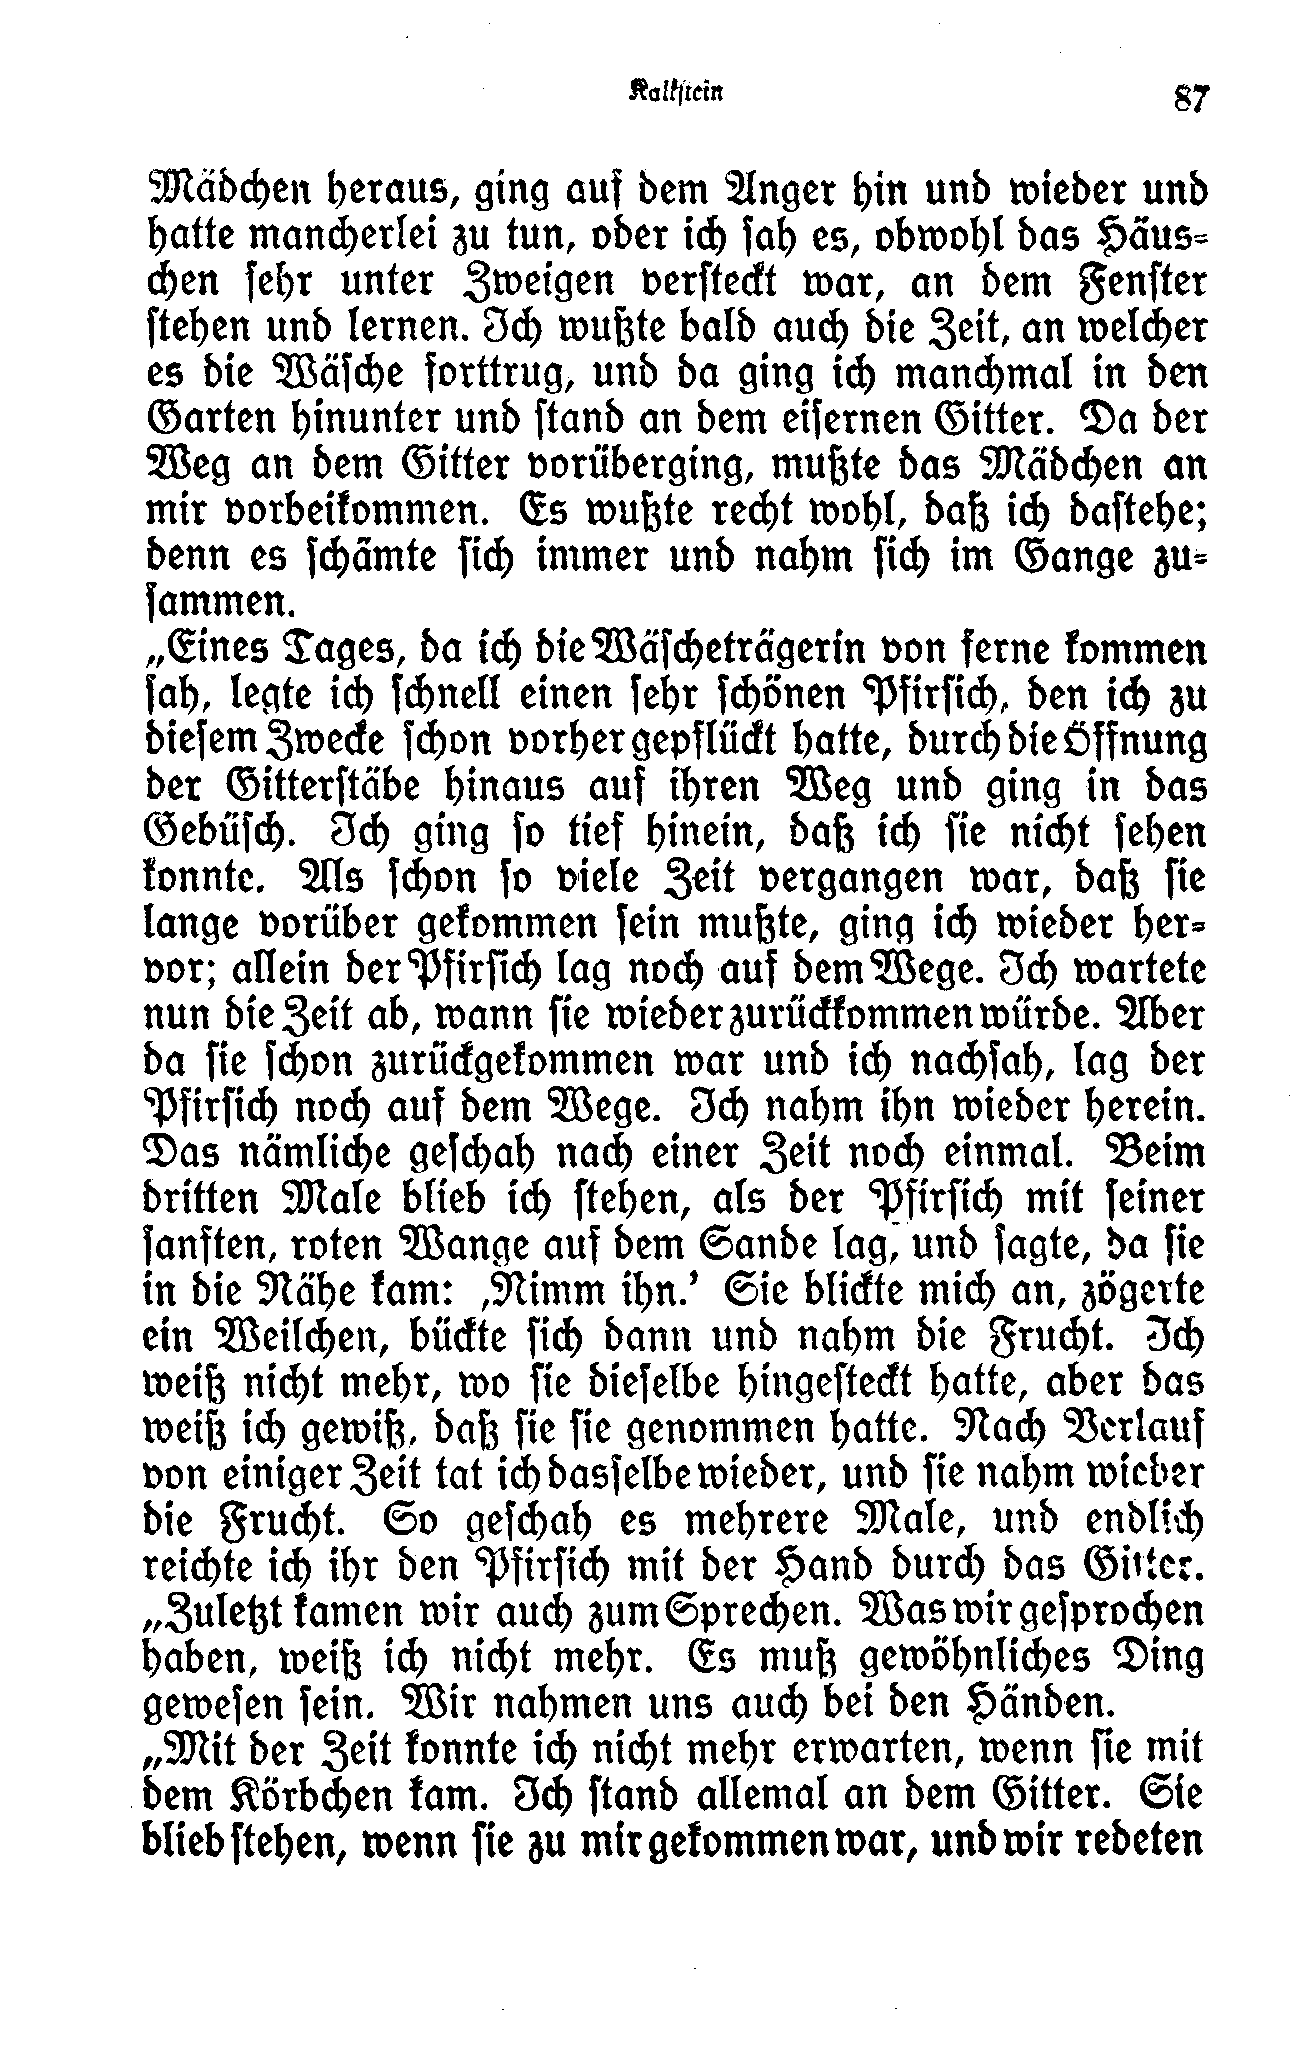 Kalkstein 87
Mädchen heraus, ging auf dem Anger hin und wieder und
hatte mancherlei zu tun, oder ich sah es, obwohl das Häus-
chen sehr unter Zweigen versteckt war, an dem Fenster
stehen und lernen. Ich wußte bald auch die Zeit, an welcher
es die Wäsche forttrug, und da ging ich manchmal in den
Garten hinunter und stand an dem eisernen Gitter. Da der
Weg an dem Gitter vorüberging, mußte das Mädchen an
mir vorbeikommen. Es wußte recht wohl, daß ich dastehe;
denn es schämte sich immer und nahm sich im Gange zu-
sammen.
„Eines Tages, da ich die Wäscheträgerin von ferne kommen
sah, legte ich schnell einen sehr schönen Pfirsich, den ich zu
diesem Zwecke schon vorher gepflückt hatte, durch die Öffnung
der Gitterstäbe hinaus auf ihren Weg und ging in das
Gebüsch. Ich ging so tief hinein, daß ich sie nicht sehen
konnte. Als schon so viele Zeit vergangen war, daß sie
lange vorüber gekommen sein mußte, ging ich wieder her-
vor; allein der Pfirsich lag noch auf dem Wege. Ich wartete
nun die Zeit ab, wann sie wieder zurückkommen würde. Aber
da sie schon zurückgekommen war und ich nachsah, lag der
Pfirsich noch auf dem Wege. Ich nahm ihn wieder herein.
Das nämliche geschah nach einer Zeit noch einmal. Beim
dritten Male blieb ich stehen, als der Pfirsich mit seiner
sanften, roten Wange auf dem Sande lag, und sagte, da sie
in die Nähe kam: ‚Nimm ihn.’ Sie blickte mich an, zögerte
ein Weilchen, bückte sich dann und nahm die Frucht. Ich
weiß nicht mehr, wo sie dieselbe hingesteckt hatte, aber das
weiß ich gewiß, daß sie sie genommen hatte. Nach Verlauf
von einiger Zeit tat ich dasselbe wieder, und sie nahm wieder
die Frucht. So geschah es mehrere Male, und endlich
reichte ich ihr den Pfirsich mit der Hand durch das Gitter.
„Zuletzt kamen wir auch zum Sprechen. Was wir gesprochen
haben, weiß ich nicht mehr. Es muß gewöhnliches Ding
gewesen sein. Wir nahmen uns auch bei den Händen.
„Mit der Zeit konnte ich nicht mehr erwarten, wenn sie mit
dem Körbchen kam. Ich stand allemal an dem Gitter. Sie
blieb stehen, wenn sie zu mir gekommen war, und wir redeten